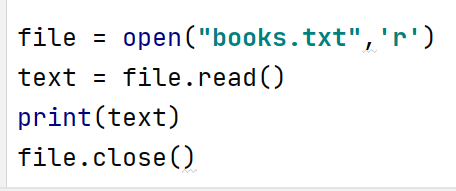 file = open("books.txt",'r')
text = file.read()
print(text)
file.close()